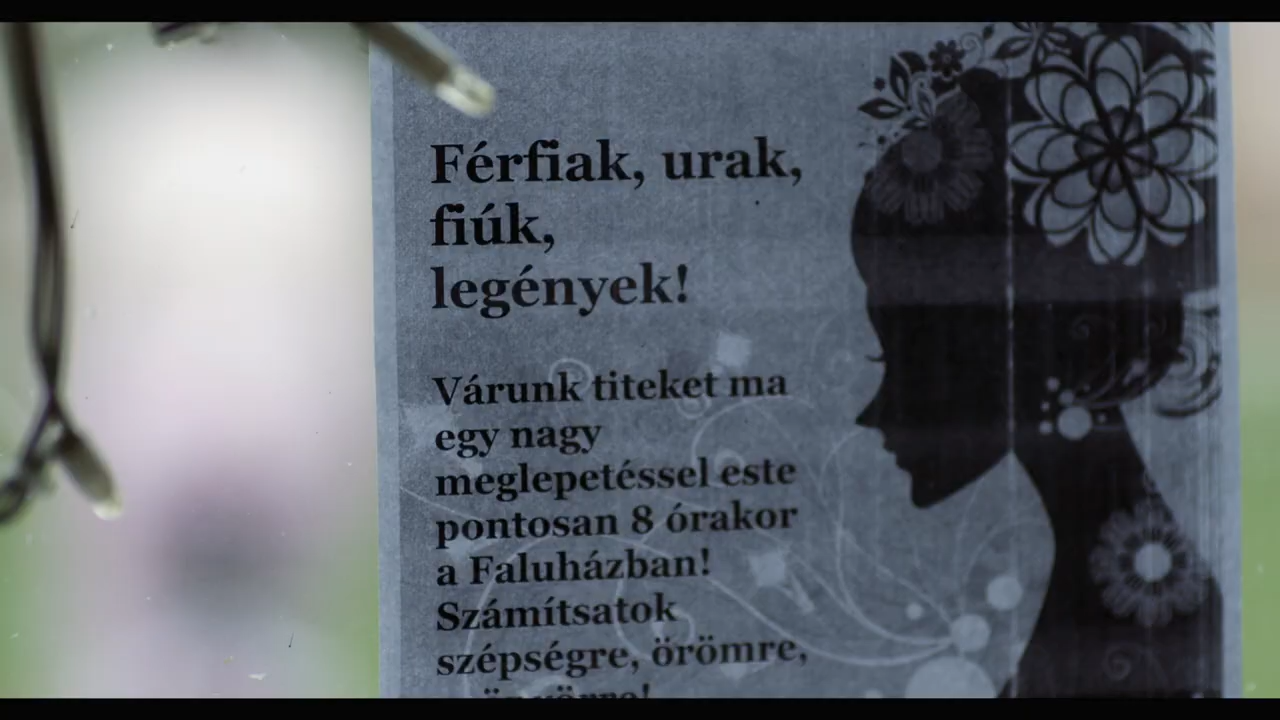 Férfiak, urak,
fiúk,
legények!
Várunk titeket ma
egy nagy
meglepetéssel este
pontosan 8 órakor
a Faluházban!
Számítsatok
szépségre, örömre,